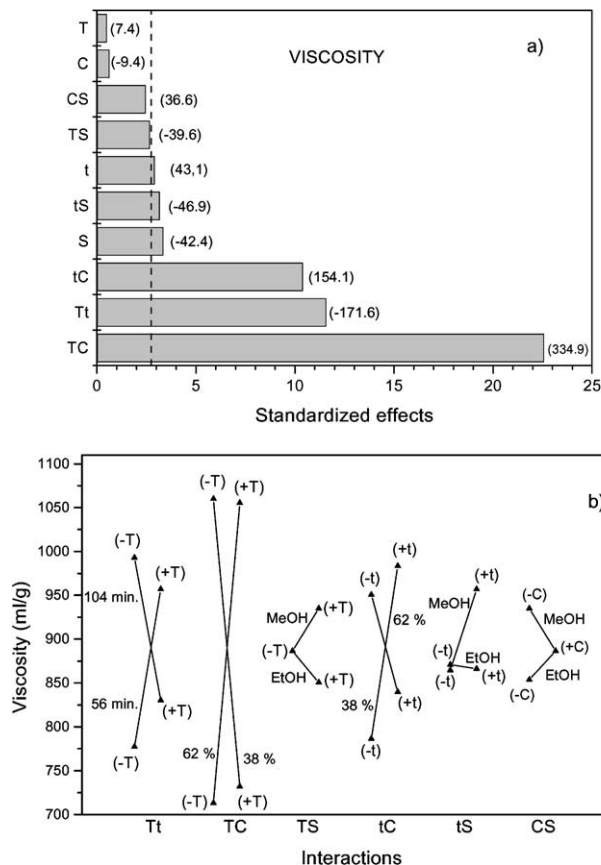 a)
VISCOSITY
T (7.4)
C (-9.4)
CS (36.6)
TS (-39.6)
t (43,1)
tS (-46.9)
S (-42.4)
tC (154.1)
Tt (-171.6)
TC (334.9)
0 5 10 15 20 25
Standardized effects
b)
Viscosity (ml/g)
1100
1050
1000
950
900
850
800
750
700
(-T) (+T)
104 min.
56 min.
(-T) (+T)
(-T) (+T)
62 % 38 %
(-T) (+T)
MeOH (+T)
(-T)
EtOH (+T)
(-t) (+t)
62 %
38 % (+t)
(-t)
(+t)
MeOH
(-t) EtOH
(-t) (+t)
(-C) MeOH
(+C)
(-C) EtOH
Tt TC TS tC tS CS
Interactions